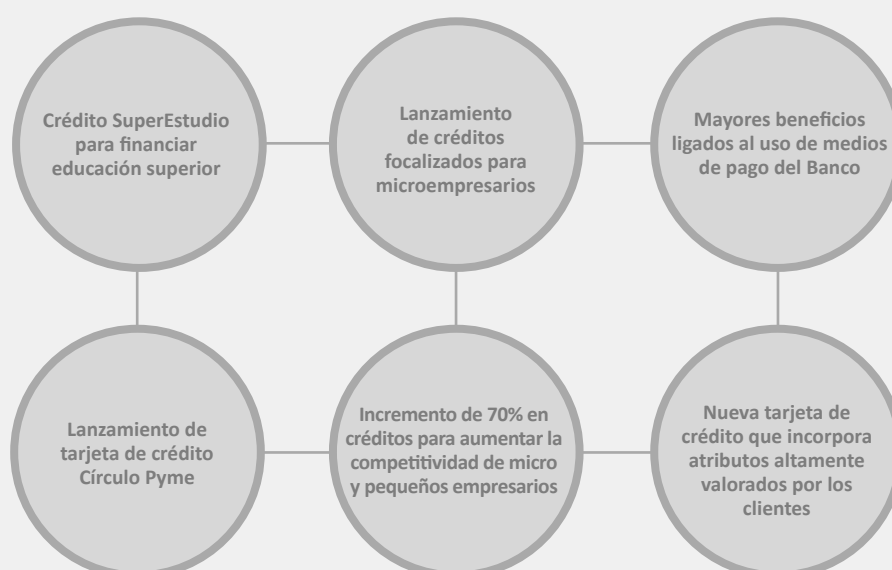 Crédito SuperEstudio
para financiar
educación superior
Lanzamiento
de créditos
focalizados para
microempresarios
Mayores beneficios
ligados al uso de medios
de pago del Banco
Lanzamiento de
tarjeta de crédito
Círculo Pyme
Incremento de 70% en
créditos para aumentar la
competitividad de micro
y pequeños empresarios
Nueva tarjeta de
crédito que incorpora
atributos altamente
valorados por los
clientes